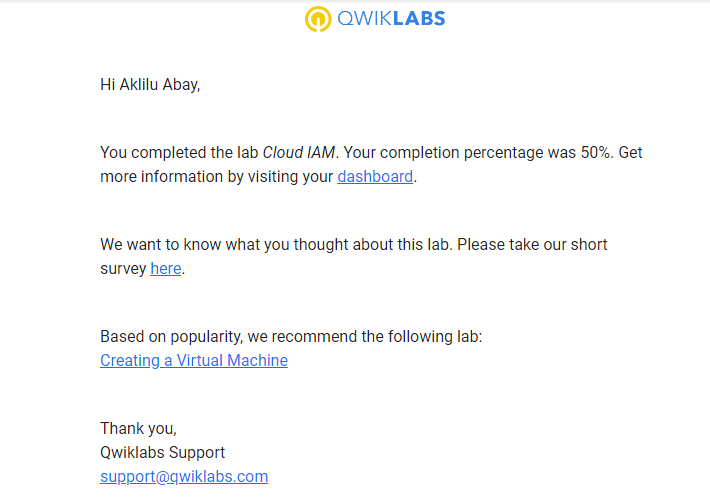 QWIKLABS
Hi Aklilu Abay,
You completed the lab Cloud IAM. Your completion percentage was 50%. Get
more information by visiting your dashboard.
We want to know what you thought about this lab. Please take our short
survey here.
Based on popularity, we recommend the following lab:
Creating a Virtual Machine
Thank you,
Qwiklabs Support
support@qwiklabs.com